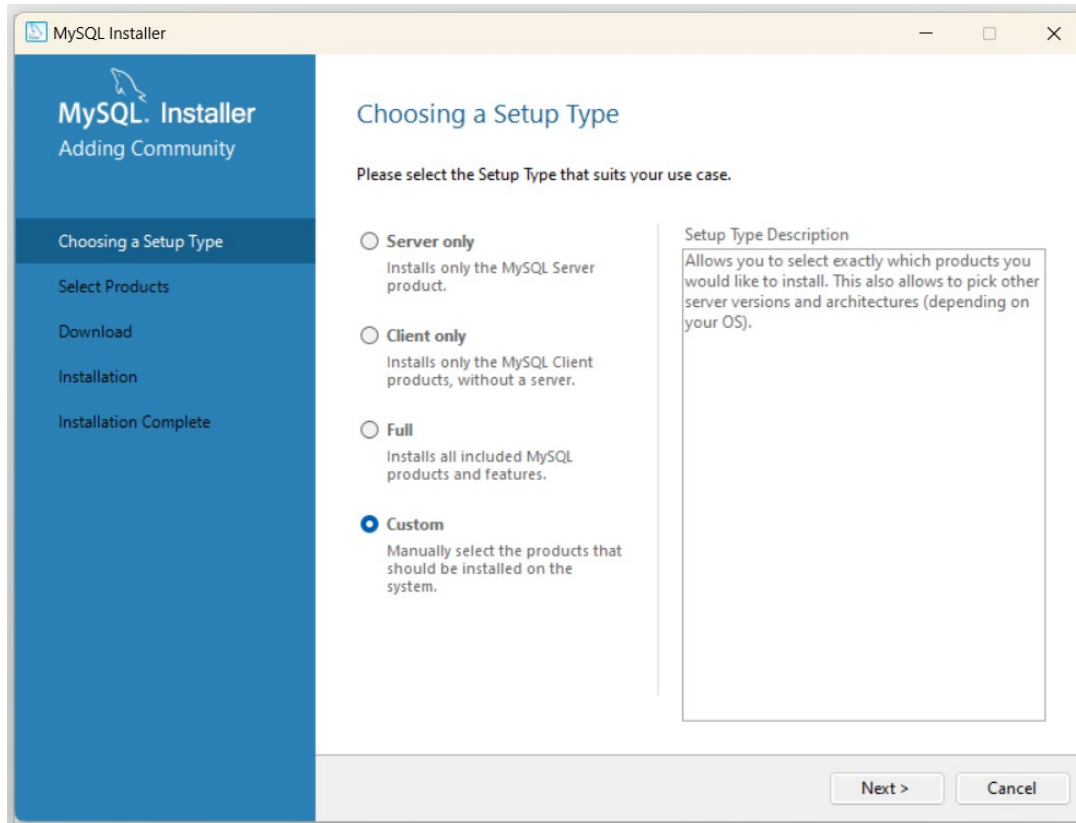 MySQL Installer
MySQL. Installer
Adding Community
Choosing a Setup Type
Select Products
Download
Installation
Installation Complete
Choosing a Setup Type
Please select the Setup Type that suits your use case.
Server only
Installs only the MySQL Server
product.
Client only
Installs only the MySQL Client
products, without a server.
Full
Installs all included MySQL
products and features.
Custom
Manually select the products that
should be installed on the
system.
Setup Type Description
Allows you to select exactly which products you
would like to install. This also allows to pick other
server versions and architectures (depending on
your OS).
Next >
Cancel